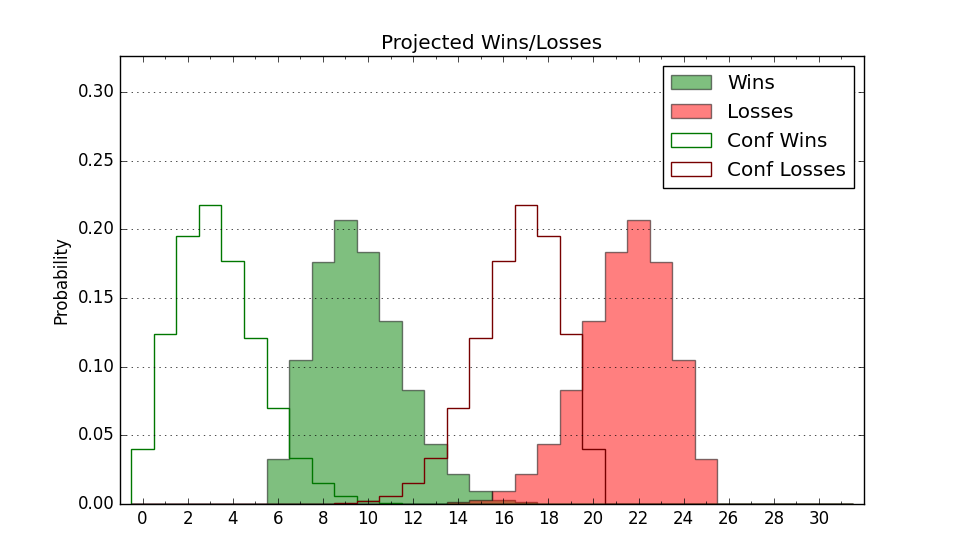 Projected Wins/Losses
Wins
Losses
Conf Wins
Conf Losses
Probability
0.30
0.25
0.20
0.15
0.10
0.05
0.00
0 2 4 6 8 10 12 14 16 18 20 22 24 26 28 30